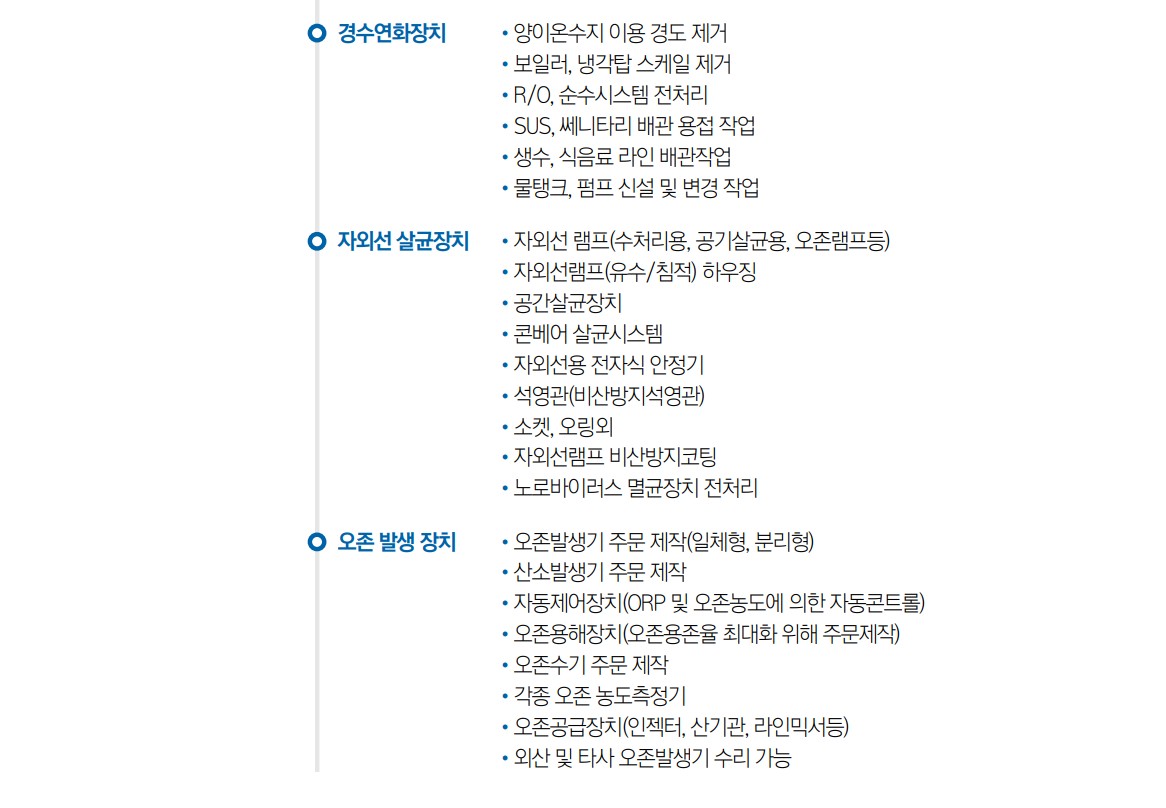 경수연화장치
• 양이온수지 이용 경도 제거
• 보일러, 냉각탑 스케일 제거
• R/O, 순수시스템 전처리
• SUS, 쎄니타리 배관 용접 작업
• 생수, 식음료 라인 배관작업
• 물탱크, 펌프 신설 및 변경 작업
자외선 살균장치
• 자외선 램프(수처리용, 공기살균용, 오존램프등)
• 자외선램프(유수/침적) 하우징
• 공간살균장치
• 콘베어 살균시스템
• 자외선용 전자식 안정기
• 석영관(비산방지석영관)
• 소켓, 오링외
• 자외선램프 비산방지코팅
• 노로바이러스 멸균장치 전처리
오존 발생 장치
• 오존발생기 주문 제작(일체형, 분리형)
• 산소발생기 주문 제작
• 자동제어장치(ORP 및 오존농도에 의한 자동콘트롤)
• 오존용해장치(오존용존율 최대화 위해 주문제작)
• 오존수기 주문 제작
• 각종 오존 농도측정기
• 오존공급장치(인젝터, 산기관, 라인믹서등)
• 외산 및 타사 오존발생기 수리 가능